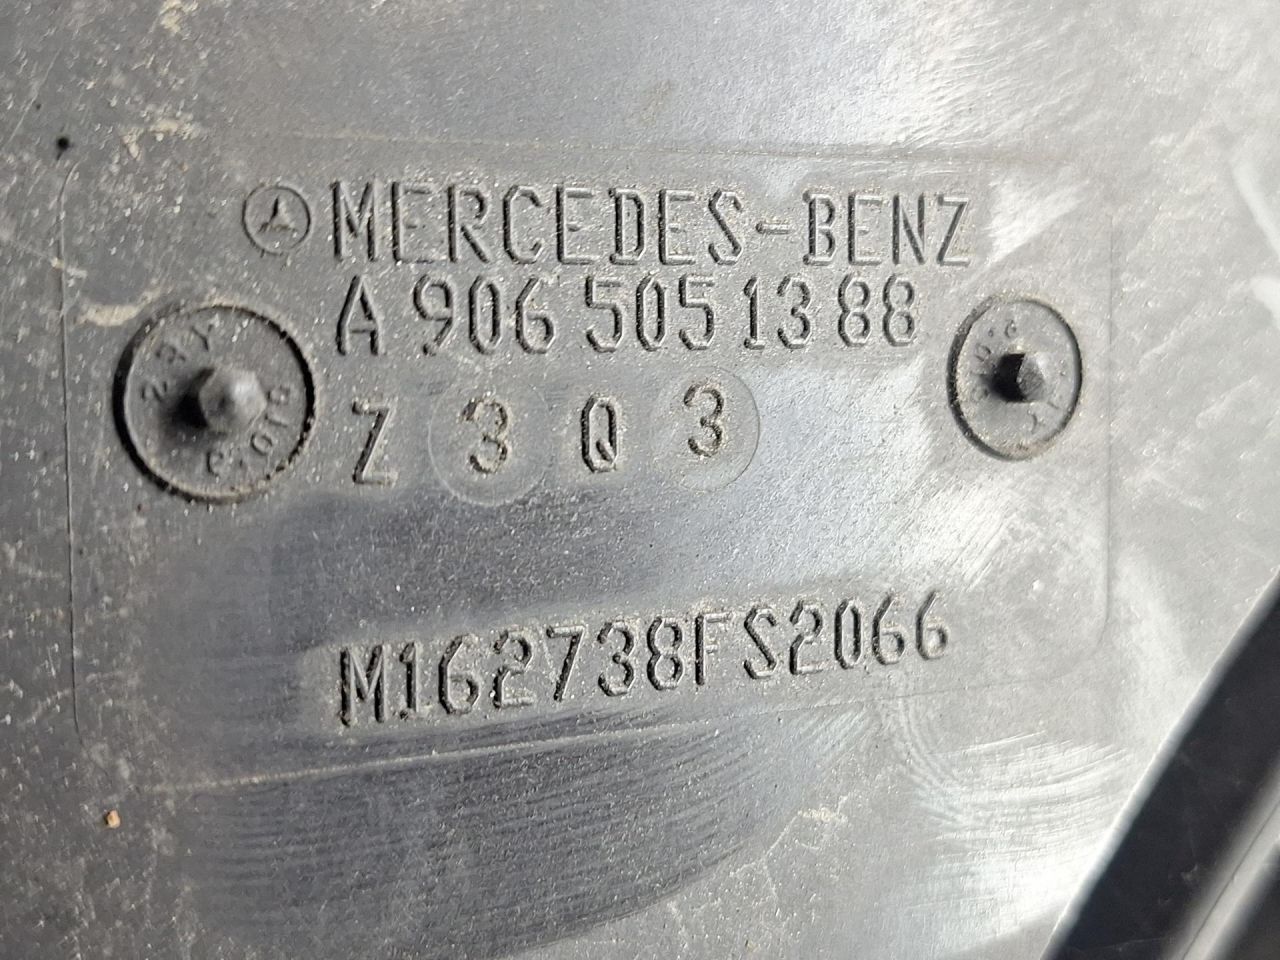 MERCEDES-BENZ
A 906 505 13 88
Z 3 Q 3
M162738FS2066